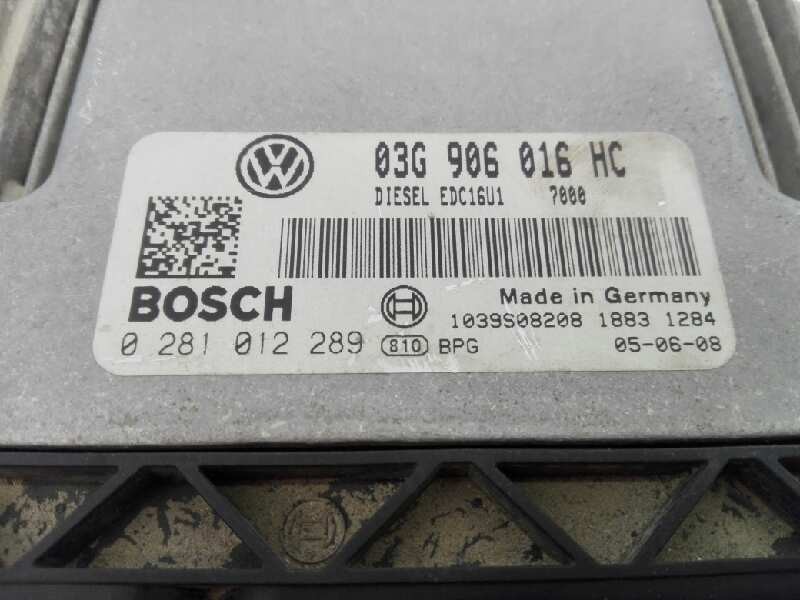 03G 906 016 HC
DIESEL EDC16U1 7000
BOSCH
Made in Germany
1039S08208 1883 1284
0 281 012 289 810 BPG 05-06-08